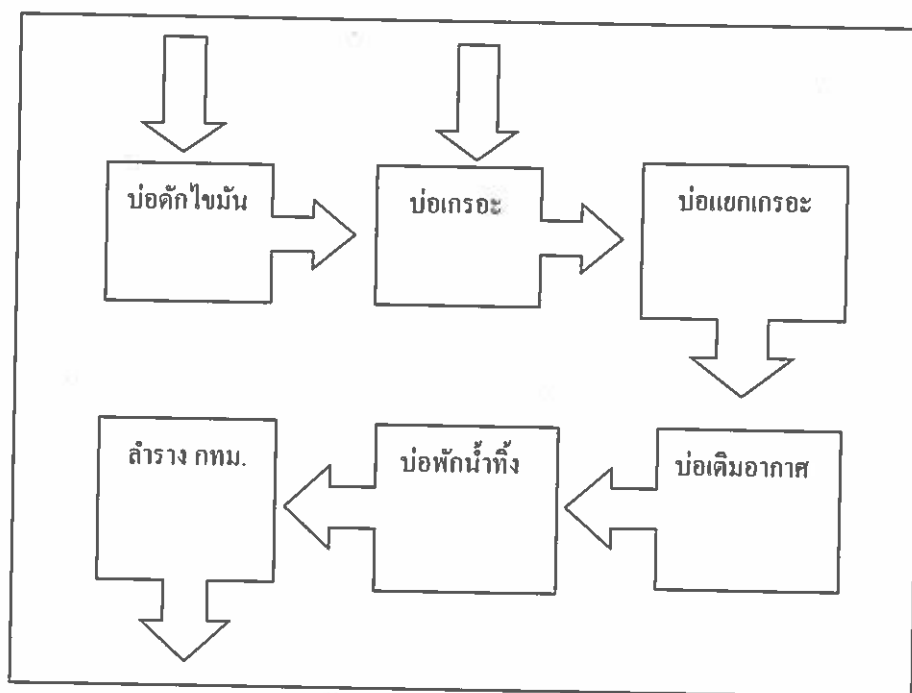 บ่อดักไขมัน
บ่อเกรอะ
บ่อแยกเกรอะ
ลำราง กทม.
บ่อพักน้ำทิ้ง
บ่อเติมอากาศ